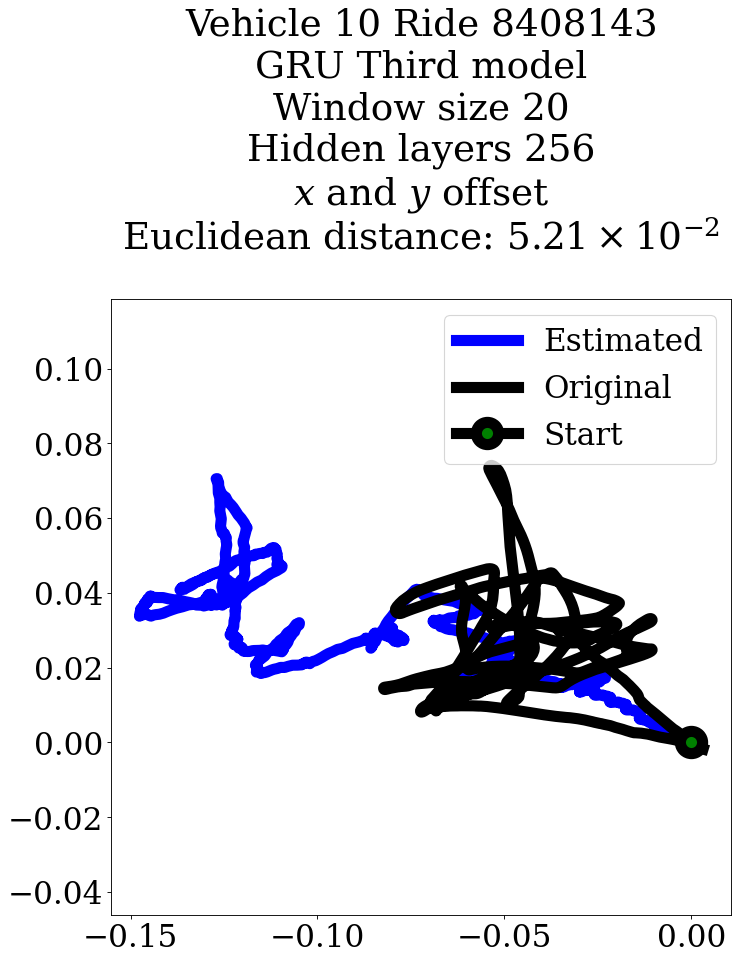 Vehicle 10 Ride 8408143
GRU Third model
Window size 20
Hidden layers 256
x and y offset
Euclidean distance: 5.21 × 10⁻²
Estimated
Original
Start
0.10
0.08
0.06
0.04
0.02
0.00
−0.02
−0.04
−0.15
−0.10
−0.05
0.00